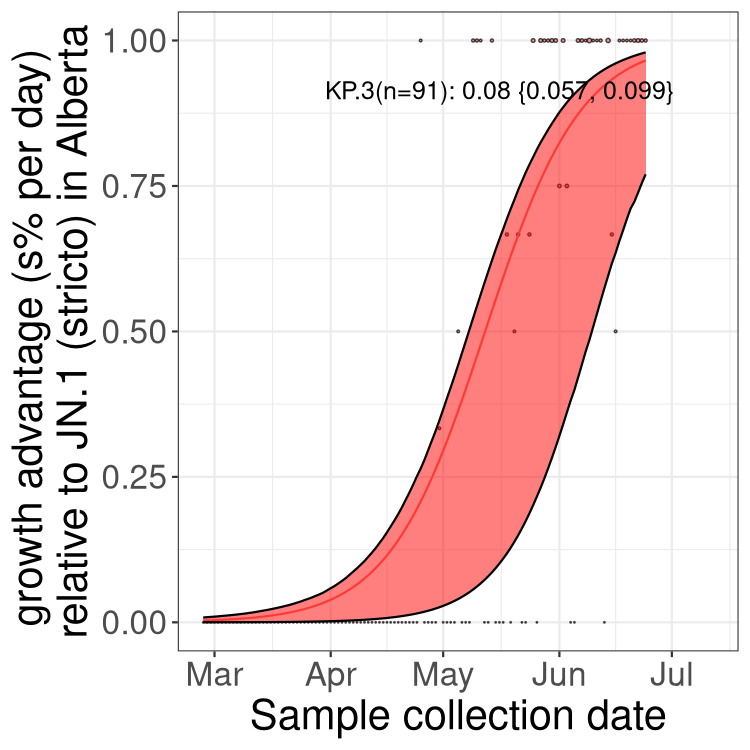 growth advantage (s% per day)
relative to JN.1 (stricto) in Alberta
1.00
0.75
0.50
0.25
0.00
KP.3(n=91): 0.08 {0.057, 0.099}
Mar Apr May Jun Jul
Sample collection date